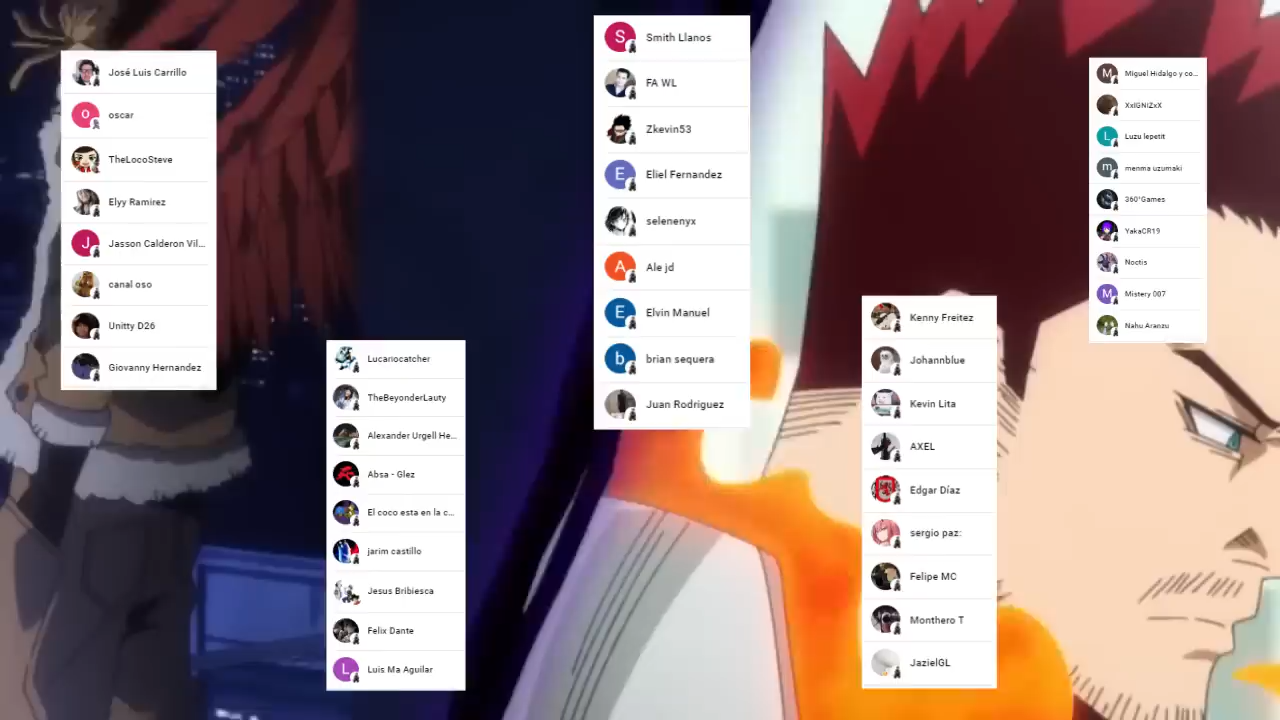 José Luis Carrillo
oscar
TheLocoSteve
Elyy Ramirez
Jasson Calderon Vil...
canal oso
Unitty D26
Giovanny Hernandez
Lucariocatcher
TheBeyonderLauty
Alexander Urgell He...
Absa - Glez
El coco esta en la c...
jarim castillo
Jesus Bribiesca
Felix Dante
L
Luis Ma Aguilar
S
Smith Llanos
FA WL
Zkevin53
E
Eliel Fernandez
selenenyx
A
Ale jd
E
Elvin Manuel
b
brian sequera
Juan Rodriguez
Kenny Freitez
Johannblue
Kevin Lita
AXEL
Edgar Díaz
sergio paz:
Felipe MC
Monthero T
JazielGL
M
Miguel Hidalgo y co...
XxIGNIZxX
L
Luzu lepetit
m
menma uzumaki
360°Games
YakaCR19
Noctis
M
Mistery 007
Nahu Aranzu